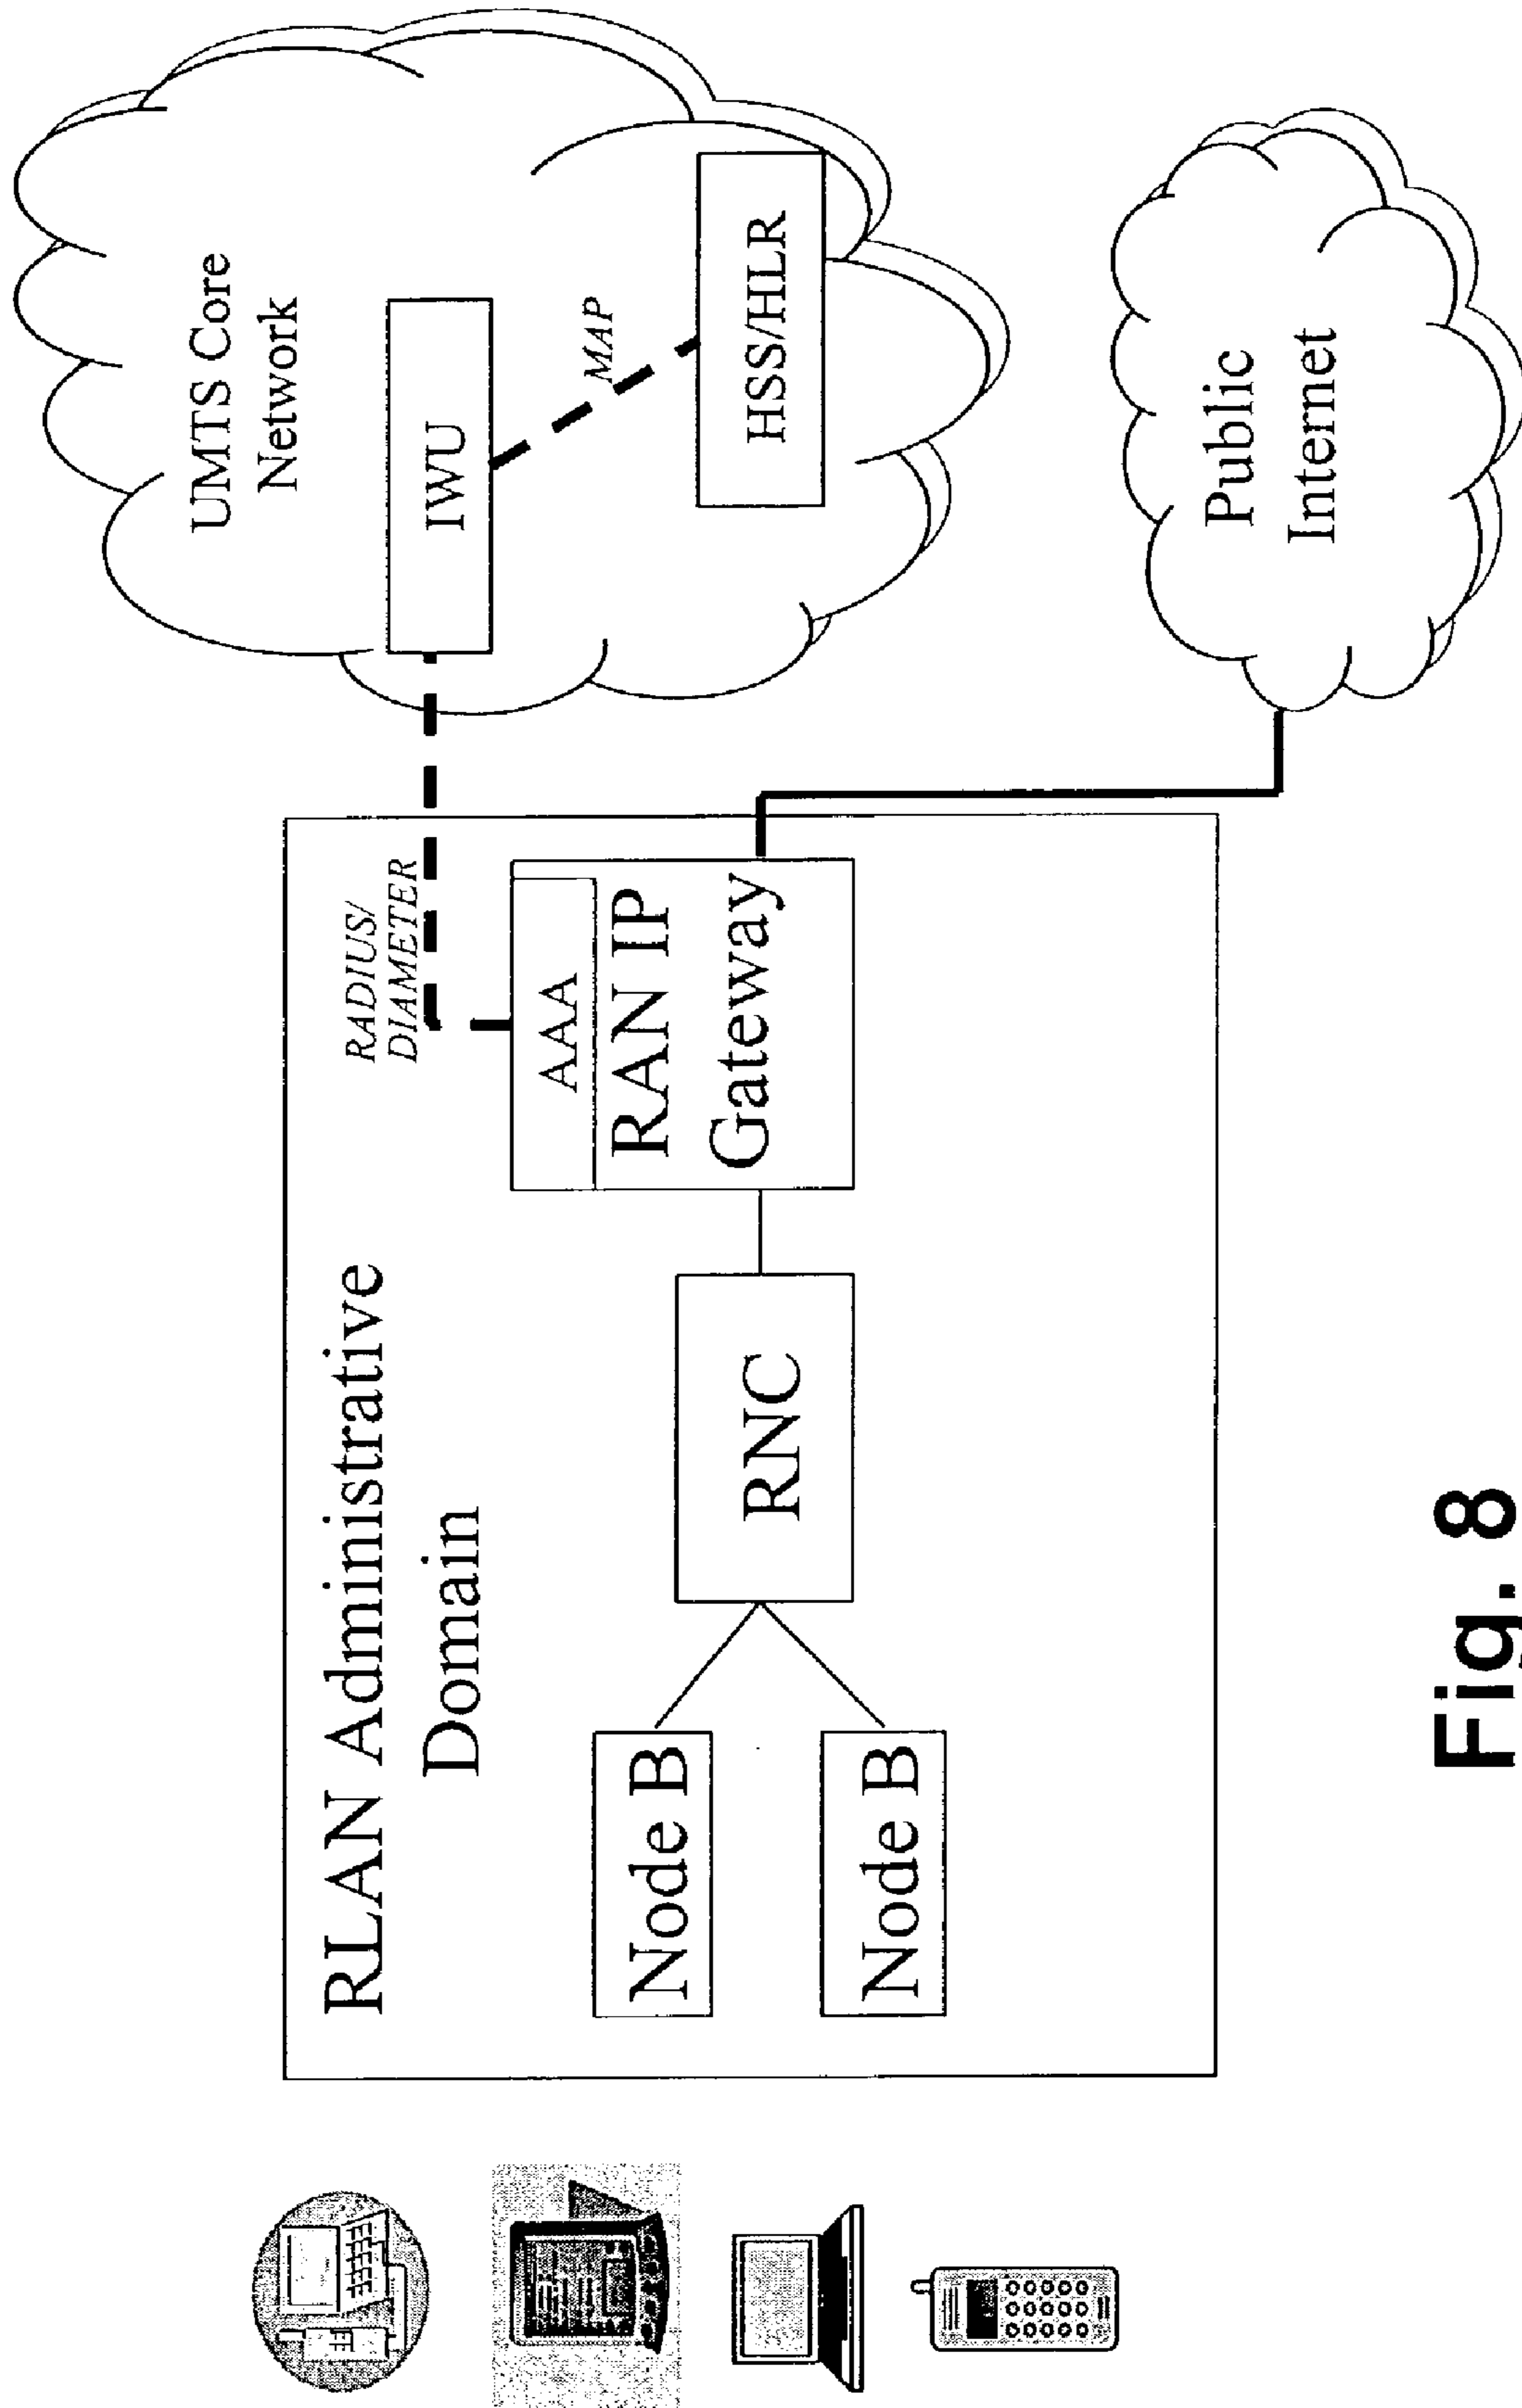 RLAN Administrative
Domain
Node B
Node B
RNC
AAA
RAN IP
Gateway
RADIUS/
DIAMETER
UMTS Core
Network
IWU
MAP
HSS/HLR
Public
Internet
Fig. 8